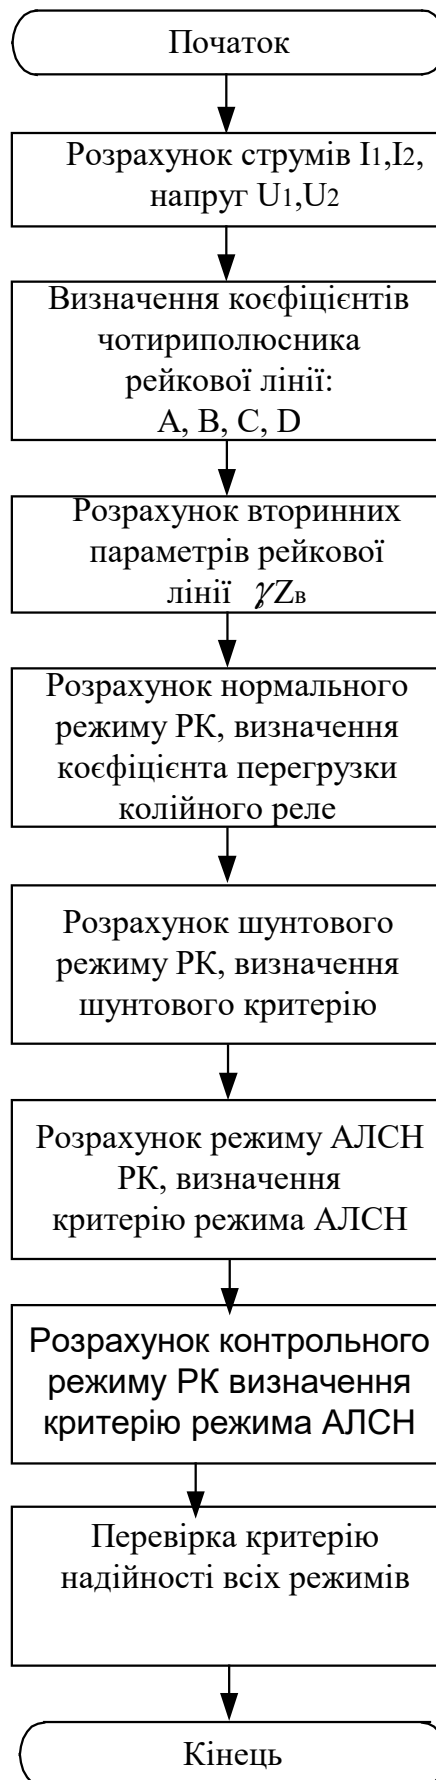 Початок
Розрахунок струмів I1,I2,
напруг U1,U2
Визначення коєфіцієнтів
чотириполюсника
рейкової лінії:
A, B, C, D
Розрахунок вторинних
параметрів рейкової
лінії γZв
Розрахунок нормального
режиму РК, визначення
коєфіцієнта перегрузки
колійного реле
Розрахунок шунтового
режиму РК, визначення
шунтового критерію
Розрахунок режиму АЛСН
РК, визначення
критерію режима АЛСН
Розрахунок контрольного
режиму РК визначення
критерію режима АЛСН
Перевірка критерію
надійності всіх режимів
Кінець